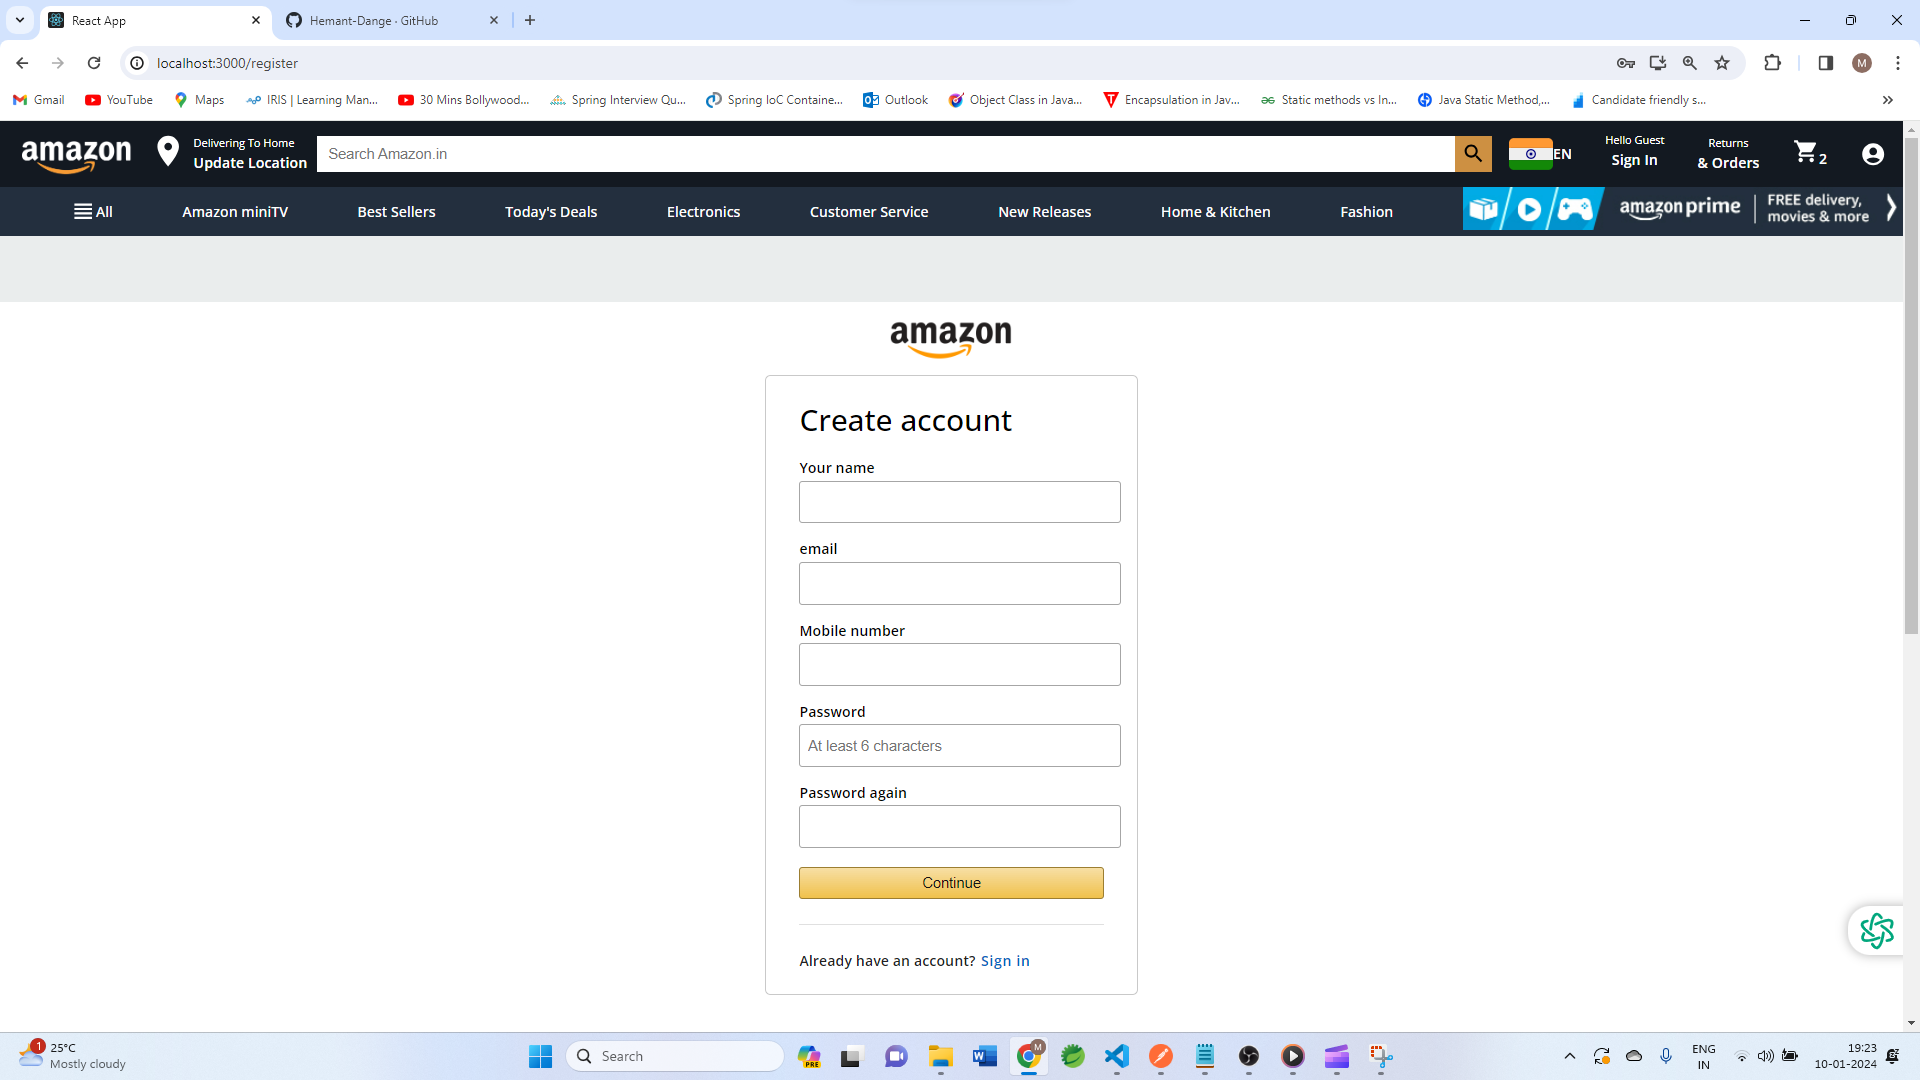 React App
Hemant-Dange · GitHub
localhost:3000/register
M
Gmail
YouTube
Maps
IRIS | Learning Man...
30 Mins Bollywood...
Spring Interview Qu...
Spring IoC Containe...
Outlook
Object Class in Java...
Encapsulation in Jav...
Static methods vs In...
Java Static Method,...
Candidate friendly s...
amazon
Delivering To Home
Update Location
Search Amazon.in
EN
Hello Guest
Sign In
Returns
& Orders
2
All
Amazon miniTV
Best Sellers
Today's Deals
Electronics
Customer Service
New Releases
Home & Kitchen
Fashion
amazon prime
FREE delivery,
movies & more
amazon
Create account
Your name
email
Mobile number
Password
At least 6 characters
Password again
Continue
Already have an account? Sign in
1
25°C
Mostly cloudy
Search
PRE
M
ENG
IN
19:23
10-01-2024